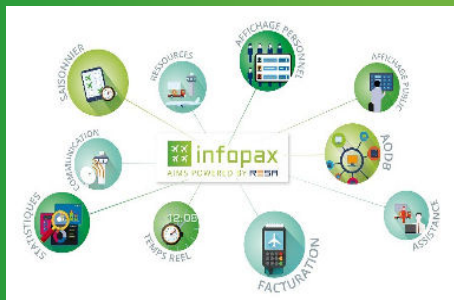 SAISONNIER
RESSOURCES
AFFICHAGE PERSONNEL
AFFICHAGE PUBLIC
COMMUNICATION
infopax
AIMS POWERED BY RESA
AODB
STATISTIQUES
12:08
TEMPS REEL
FACTURATION
ASSISTANCE